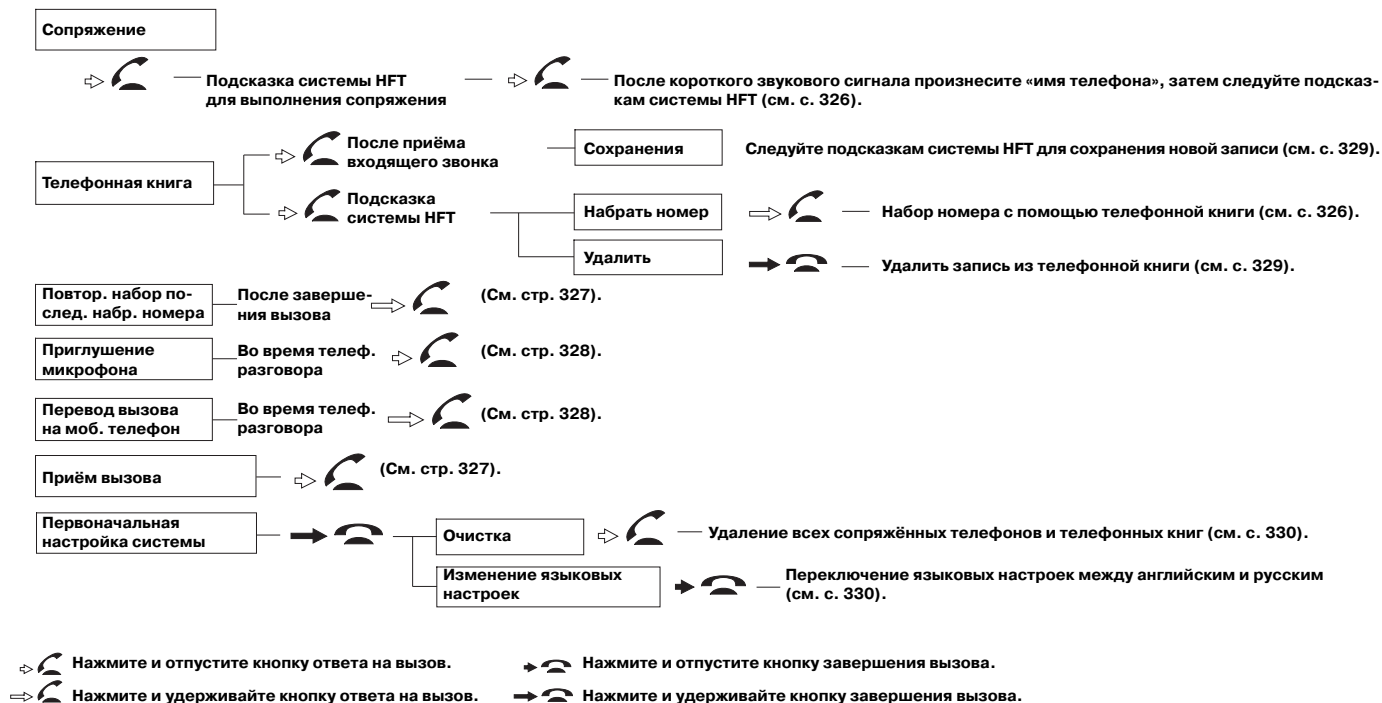 Сопряжение
Подсказка системы HFT
для выполнения сопряжения
После короткого звукового сигнала произнесите «имя телефона», затем следуйте подсказ-
кам системы HFT (см. с. 326).
Телефонная книга
После приёма
входящего звонка
Сохранения
Следуйте подсказкам системы HFT для сохранения новой записи (см. с. 329).
Подсказка
системы HFT
Набрать номер
Набор номера с помощью телефонной книги (см. с. 326).
Удалить
Удалить запись из телефонной книги (см. с. 329).
Повтор. набор по-
след. набр. номера
После заверше-
ния вызова
(См. стр. 327).
Приглушение
микрофона
Во время телеф.
разговора
(См. стр. 328).
Перевод вызова
на моб. телефон
Во время телеф.
разговора
(См. стр. 328).
Приём вызова
(См. стр. 327).
Первоначальная
настройка системы
Очистка
Удаление всех сопряжённых телефонов и телефонных книг (см. с. 330).
Изменение языковых
настроек
Переключение языковых настроек между английским и русским
(см. с. 330).
Нажмите и отпустите кнопку ответа на вызов.
Нажмите и отпустите кнопку завершения вызова.
Нажмите и удерживайте кнопку ответа на вызов.
Нажмите и удерживайте кнопку завершения вызова.